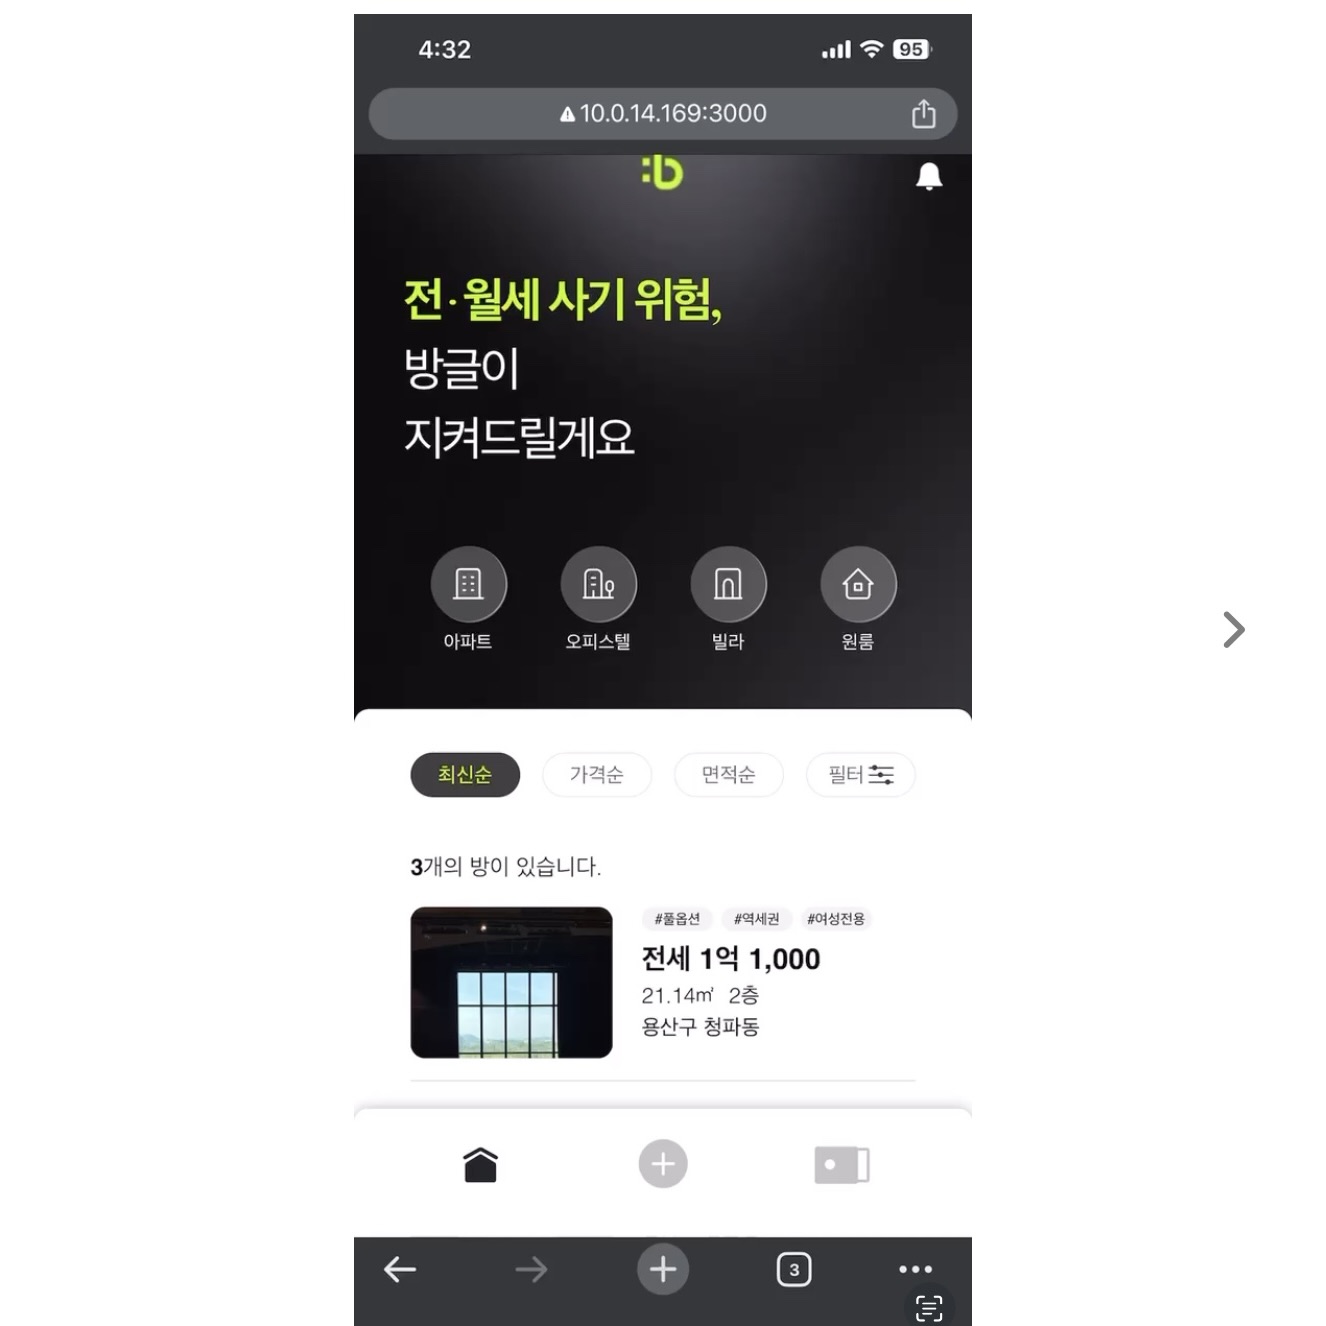 4:32
95
10.0.14.169:3000
:b
전·월세 사기 위험,
방글이
지켜드릴게요
아파트 오피스텔 빌라 원룸
최신순 가격순 면적순 필터
3개의 방이 있습니다.
#풀옵션 #역세권 #여성전용
전세 1억 1,000
21.14㎡ 2층
용산구 청파동
3